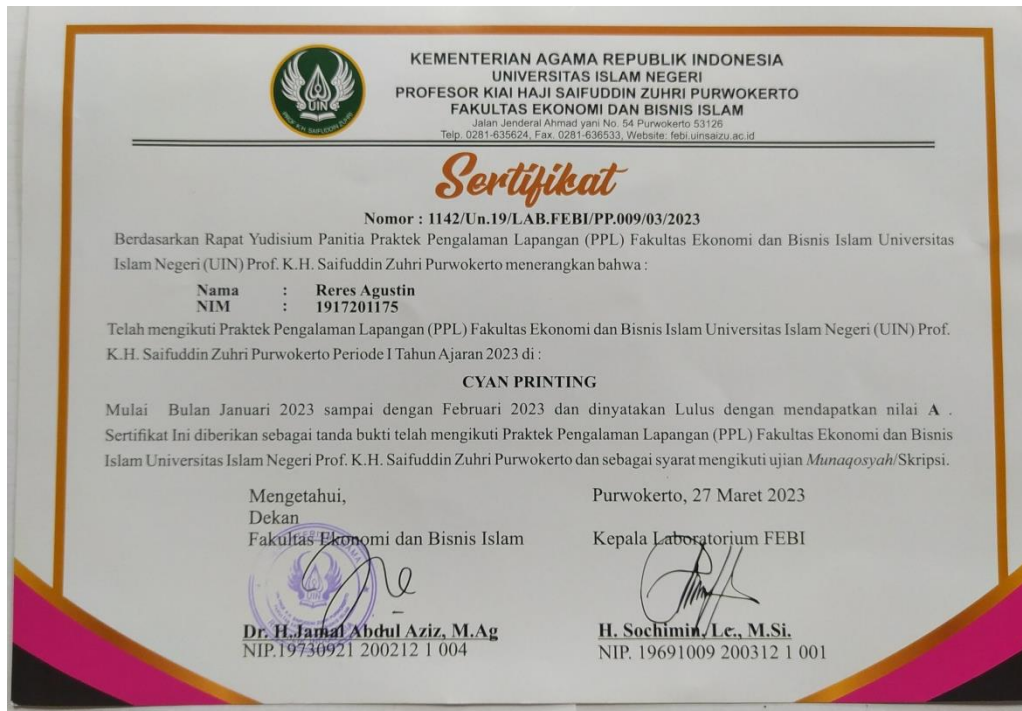 KEMENTERIAN AGAMA REPUBLIK INDONESIA
UNIVERSITAS ISLAM NEGERI
PROFESOR KIAI HAJI SAIFUDDIN ZUHRI PURWOKERTO
FAKULTAS EKONOMI DAN BISNIS ISLAM
Jalan Jenderal Ahmad yani No. 54 Purwokerto 53126
Telp. 0281-635624, Fax. 0281-636533, Website: febi.uinsaizu.ac.id
UIN
PROF. K.H. SAIFUDDIN ZUHRI
Sertifikat
Nomor : 1142/Un.19/LAB.FEBI/PP.009/03/2023
Berdasarkan Rapat Yudisium Panitia Praktek Pengalaman Lapangan (PPL) Fakultas Ekonomi dan Bisnis Islam Universitas
Islam Negeri (UIN) Prof. K.H. Saifuddin Zuhri Purwokerto menerangkan bahwa :
Nama : Reres Agustin
NIM : 1917201175
Telah mengikuti Praktek Pengalaman Lapangan (PPL) Fakultas Ekonomi dan Bisnis Islam Universitas Islam Negeri (UIN) Prof.
K.H. Saifuddin Zuhri Purwokerto Periode I Tahun Ajaran 2023 di :
CYAN PRINTING
Mulai Bulan Januari 2023 sampai dengan Februari 2023 dan dinyatakan Lulus dengan mendapatkan nilai A .
Sertifikat Ini diberikan sebagai tanda bukti telah mengikuti Praktek Pengalaman Lapangan (PPL) Fakultas Ekonomi dan Bisnis
Islam Universitas Islam Negeri Prof. K.H. Saifuddin Zuhri Purwokerto dan sebagai syarat mengikuti ujian Munaqosyah/Skripsi.
Mengetahui,
Dekan
Fakultas Ekonomi dan Bisnis Islam
UIN
Dr. H.Jamal Abdul Aziz, M.Ag
NIP.19730921 200212 1 004
Purwokerto, 27 Maret 2023
Kepala Laboratorium FEBI
H. Sochimin, Lc., M.Si.
NIP. 19691009 200312 1 001